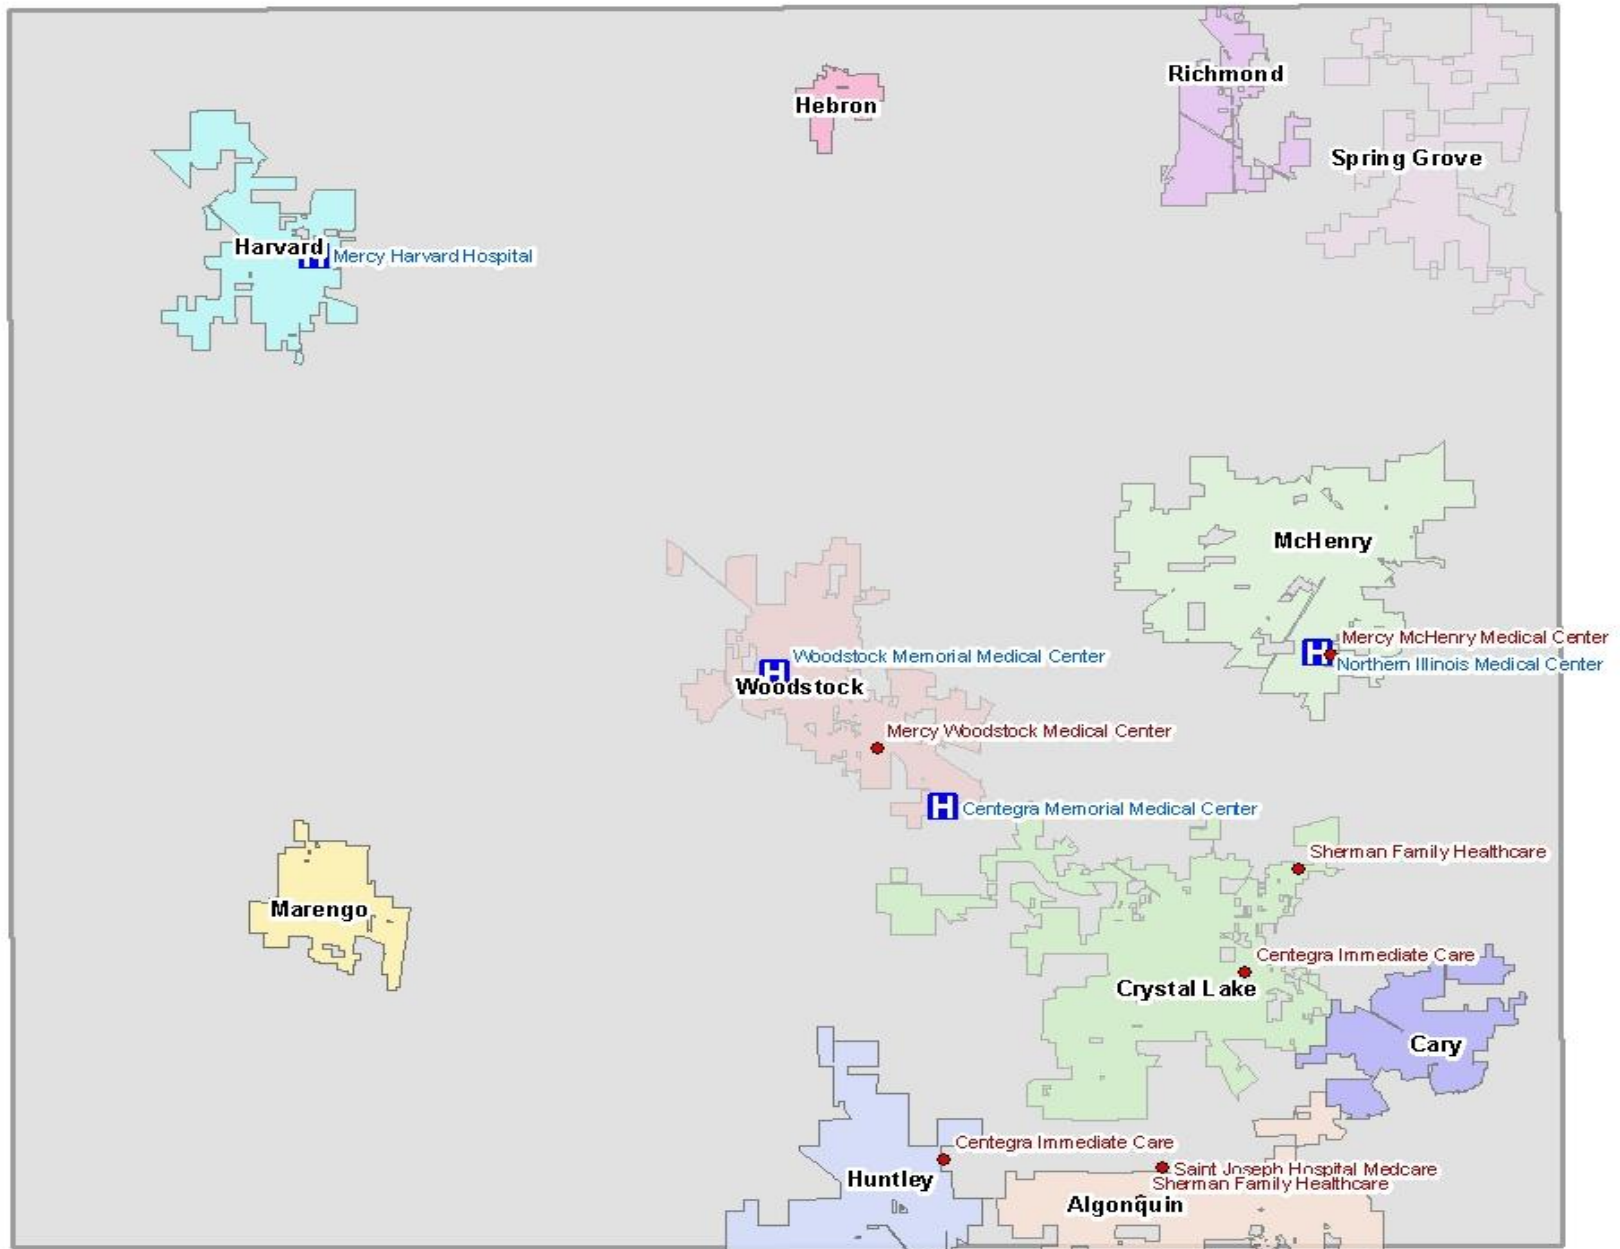 Richmond
Hebron
Spring Grove
Harvard
H Mercy Harvard Hospital
McHenry
Mercy McHenry Medical Center
H Northern Illinois Medical Center
Woodstock Memorial Medical Center
H
Woodstock
Mercy Woodstock Medical Center
H Centegra Memorial Medical Center
Sherman Family Healthcare
Marengo
Centegra Immediate Care
Crystal Lake
Cary
Centegra Immediate Care
Saint Joseph Hospital Medcare
Huntley
Sherman Family Healthcare
Algonquin